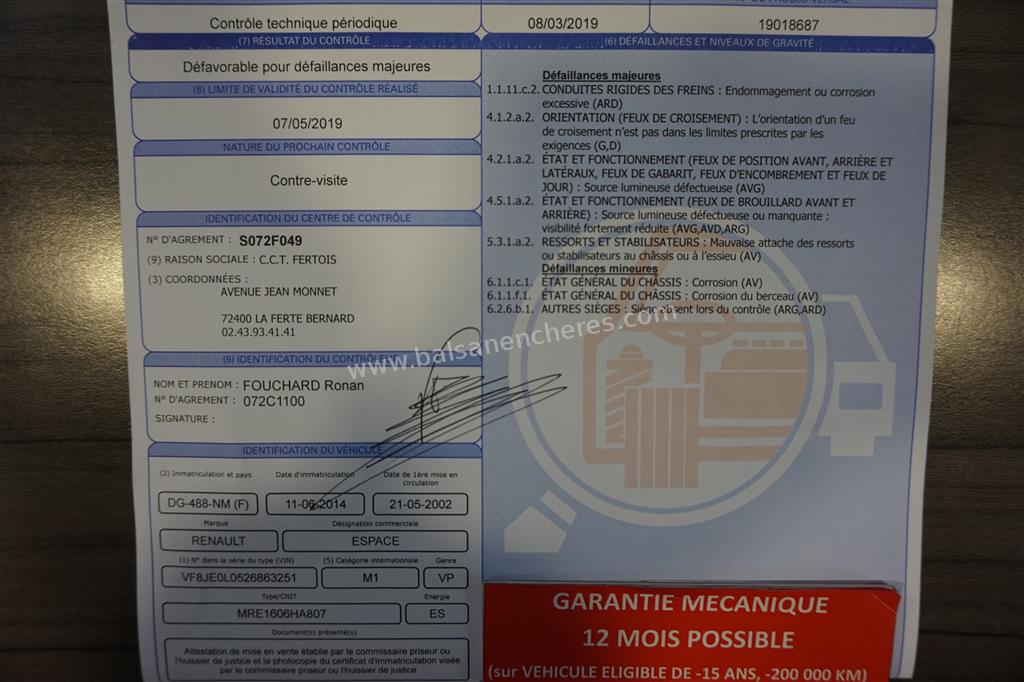 Contrôle technique périodique
08/03/2019
19018687
(7) RÉSULTAT DU CONTRÔLE
Défavorable pour défaillances majeures
(8) LIMITE DE VALIDITÉ DU CONTRÔLE RÉALISÉ
07/05/2019
NATURE DU PROCHAIN CONTRÔLE
Contre-visite
IDENTIFICATION DU CENTRE DE CONTRÔLE
N° D'AGREMENT : S072F049
(9) RAISON SOCIALE : C.C.T. FERTOIS
(3) COORDONNÉES :
AVENUE JEAN MONNET
72400 LA FERTE BERNARD
02.43.93.41.41
(9) IDENTIFICATION DU CONTRÔLEUR
NOM ET PRENOM : FOUCHARD Ronan
N° D'AGREMENT : 072C1100
SIGNATURE :
IDENTIFICATION DU VÉHICULE
(2) Immatriculation et pays
Date d'immatriculation
Date de 1ère mise en
circulation
DG-488-NM (F)
11-06-2014
21-05-2002
Marque
Désignation commerciale
RENAULT
ESPACE
(1) N° dans la série du type (VIN)
(5) Catégorie internationale
Genre
VF8JE0L0526863251
M1
VP
Type/CNIT
Energie
MRE1606HA807
ES
Document(s) présenté(s)
Attestation de mise en vente établie par le commissaire priseur ou
l'huissier de justice et la photocopie du certificat d'immatriculation visée
par le commissaire priseur ou l'huissier de justice
(6) DÉFAILLANCES ET NIVEAUX DE GRAVITÉ
Défaillances majeures
1.1.11.c.2. CONDUITES RIGIDES DES FREINS : Endommagement ou corrosion
excessive (ARD)
4.1.2.a.2. ORIENTATION (FEUX DE CROISEMENT) : L'orientation d'un feu
de croisement n'est pas dans les limites prescrites par les
exigences (G,D)
4.2.1.a.2. ÉTAT ET FONCTIONNEMENT (FEUX DE POSITION AVANT, ARRIÈRE ET
LATÉRAUX, FEUX DE GABARIT, FEUX D'ENCOMBREMENT ET FEUX DE
JOUR) : Source lumineuse défectueuse (AVG)
4.5.1.a.2. ÉTAT ET FONCTIONNEMENT (FEUX DE BROUILLARD AVANT ET
ARRIÈRE) : Source lumineuse défectueuse ou manquante :
visibilité fortement réduite (AVG,AVD,ARG)
5.3.1.a.2. RESSORTS ET STABILISATEURS : Mauvaise attache des ressorts
ou stabilisateurs au châssis ou à l'essieu (AV)
Défaillances mineures
6.1.1.c.1. ÉTAT GÉNÉRAL DU CHÂSSIS : Corrosion (AV)
6.1.1.f.1. ÉTAT GÉNÉRAL DU CHÂSSIS : Corrosion du berceau (AV)
6.2.6.b.1. AUTRES SIÈGES : Siège absent lors du contrôle (ARG,ARD)
www.balsanencheres.com
GARANTIE MECANIQUE
12 MOIS POSSIBLE
(sur VEHICULE ELIGIBLE DE -15 ANS, -200 000 KM)